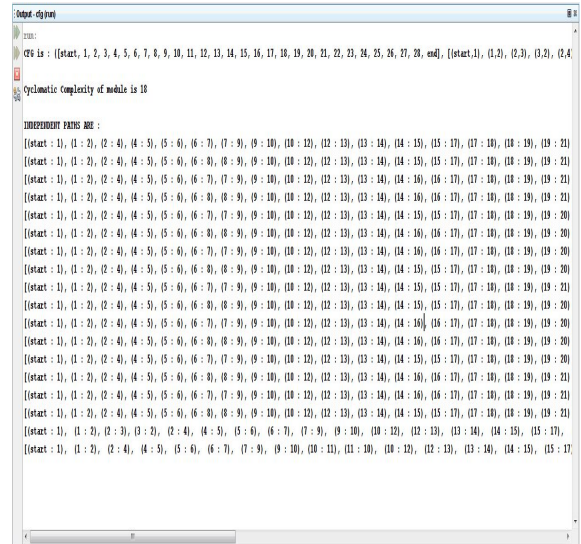 Output - cfg (run)
run:
CFG is : ([start, 1, 2, 3, 4, 5, 6, 7, 8, 9, 10, 11, 12, 13, 14, 15, 16, 17, 18, 19, 20, 21, 22, 23, 24, 25, 26, 27, 28, end], [(start,1), (1,2), (2,3), (3,2), (2,4
Cyclomatic Complexity of module is 18
INDEPENDENT PATHS ARE :
[(start : 1), (1 : 2), (2 : 4), (4 : 5), (5 : 6), (6 : 7), (7 : 9), (9 : 10), (10 : 12), (12 : 13), (13 : 14), (14 : 15), (15 : 17), (17 : 18), (18 : 19), (19 : 21)
[(start : 1), (1 : 2), (2 : 4), (4 : 5), (5 : 6), (6 : 8), (8 : 9), (9 : 10), (10 : 12), (12 : 13), (13 : 14), (14 : 15), (15 : 17), (17 : 18), (18 : 19), (19 : 21)
[(start : 1), (1 : 2), (2 : 4), (4 : 5), (5 : 6), (6 : 7), (7 : 9), (9 : 10), (10 : 12), (12 : 13), (13 : 14), (14 : 16), (16 : 17), (17 : 18), (18 : 19), (19 : 21)
[(start : 1), (1 : 2), (2 : 4), (4 : 5), (5 : 6), (6 : 8), (8 : 9), (9 : 10), (10 : 12), (12 : 13), (13 : 14), (14 : 16), (16 : 17), (17 : 18), (18 : 19), (19 : 21)
[(start : 1), (1 : 2), (2 : 4), (4 : 5), (5 : 6), (6 : 7), (7 : 9), (9 : 10), (10 : 12), (12 : 13), (13 : 14), (14 : 15), (15 : 17), (17 : 18), (18 : 19), (19 : 20)
[(start : 1), (1 : 2), (2 : 4), (4 : 5), (5 : 6), (6 : 8), (8 : 9), (9 : 10), (10 : 12), (12 : 13), (13 : 14), (14 : 16), (16 : 17), (17 : 18), (18 : 19), (19 : 20)
[(start : 1), (1 : 2), (2 : 4), (4 : 5), (5 : 6), (6 : 7), (7 : 9), (9 : 10), (10 : 12), (12 : 13), (13 : 14), (14 : 16), (16 : 17), (17 : 18), (18 : 19), (19 : 20)
[(start : 1), (1 : 2), (2 : 4), (4 : 5), (5 : 6), (6 : 8), (8 : 9), (9 : 10), (10 : 12), (12 : 13), (13 : 14), (14 : 15), (15 : 17), (17 : 18), (18 : 19), (19 : 20)
[(start : 1), (1 : 2), (2 : 4), (4 : 5), (5 : 6), (6 : 7), (7 : 9), (9 : 10), (10 : 12), (12 : 13), (13 : 14), (14 : 15), (15 : 17), (17 : 18), (18 : 19), (19 : 21)
[(start : 1), (1 : 2), (2 : 4), (4 : 5), (5 : 6), (6 : 8), (8 : 9), (9 : 10), (10 : 12), (12 : 13), (13 : 14), (14 : 15), (15 : 17), (17 : 18), (18 : 19), (19 : 20)
[(start : 1), (1 : 2), (2 : 4), (4 : 5), (5 : 6), (6 : 7), (7 : 9), (9 : 10), (10 : 12), (12 : 13), (13 : 14), (14 : 16), (16 : 17), (17 : 18), (18 : 19), (19 : 20)
[(start : 1), (1 : 2), (2 : 4), (4 : 5), (5 : 6), (6 : 8), (8 : 9), (9 : 10), (10 : 12), (12 : 13), (13 : 14), (14 : 16), (16 : 17), (17 : 18), (18 : 19), (19 : 20)
[(start : 1), (1 : 2), (2 : 4), (4 : 5), (5 : 6), (6 : 7), (7 : 9), (9 : 10), (10 : 12), (12 : 13), (13 : 14), (14 : 15), (15 : 17), (17 : 18), (18 : 19), (19 : 20)
[(start : 1), (1 : 2), (2 : 4), (4 : 5), (5 : 6), (6 : 8), (8 : 9), (9 : 10), (10 : 12), (12 : 13), (13 : 14), (14 : 16), (16 : 17), (17 : 18), (18 : 19), (19 : 21)
[(start : 1), (1 : 2), (2 : 4), (4 : 5), (5 : 6), (6 : 7), (7 : 9), (9 : 10), (10 : 12), (12 : 13), (13 : 14), (14 : 16), (16 : 17), (17 : 18), (18 : 19), (19 : 21)
[(start : 1), (1 : 2), (2 : 4), (4 : 5), (5 : 6), (6 : 8), (8 : 9), (9 : 10), (10 : 12), (12 : 13), (13 : 14), (14 : 15), (15 : 17), (17 : 18), (18 : 19), (19 : 21)
[(start : 1), (1 : 2), (2 : 3), (3 : 2), (2 : 4), (4 : 5), (5 : 6), (6 : 7), (7 : 9), (9 : 10), (10 : 12), (12 : 13), (13 : 14), (14 : 15), (15 : 17),
[(start : 1), (1 : 2), (2 : 4), (4 : 5), (5 : 6), (6 : 7), (7 : 9), (9 : 10), (10 : 11), (11 : 10), (10 : 12), (12 : 13), (13 : 14), (14 : 15), (15 : 17)